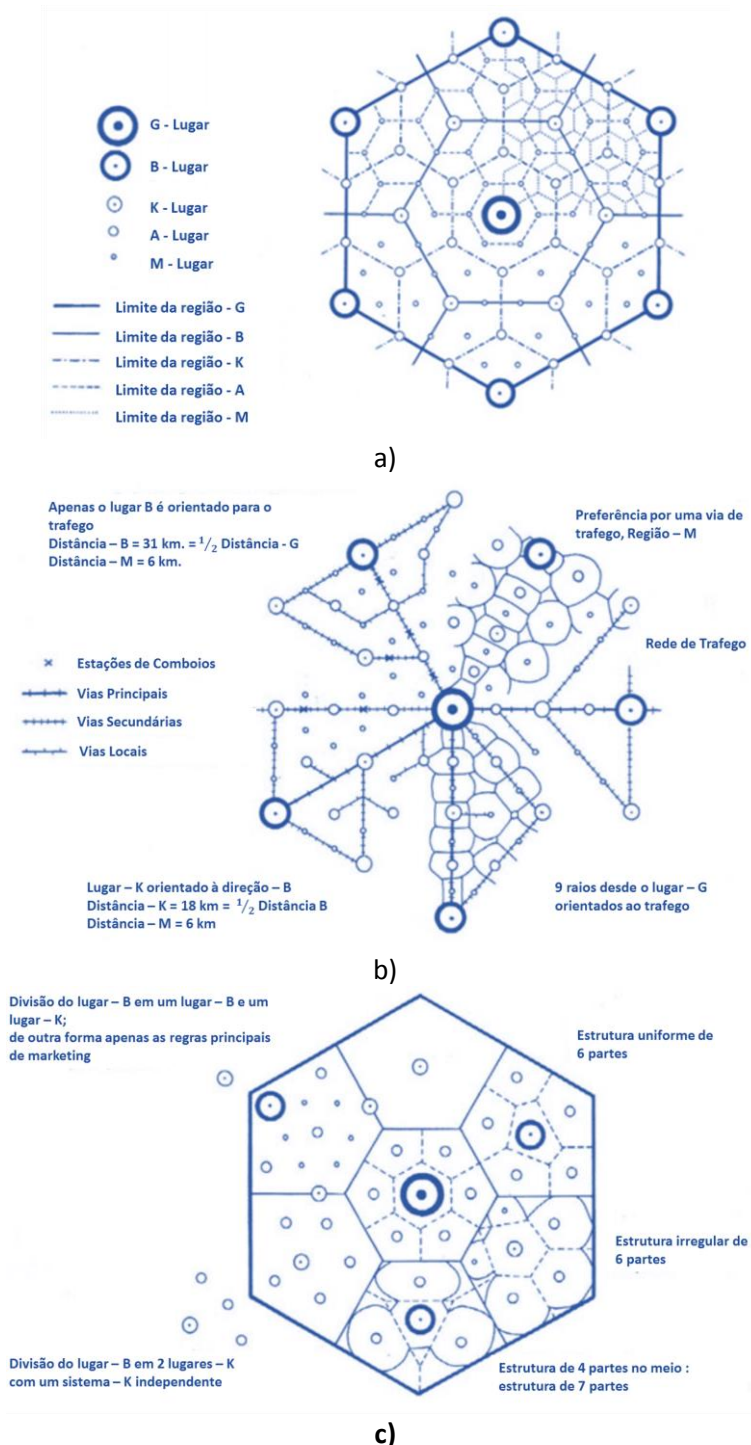 G - Lugar
B - Lugar
K - Lugar
A - Lugar
M - Lugar
Limite da região - G
Limite da região - B
Limite da região - K
Limite da região - A
Limite da região - M
a)
Apenas o lugar B é orientado para o
trafego
Distância – B = 31 km. = 1/2 Distância - G
Distância – M = 6 km.
Preferência por uma via de
trafego, Região – M
Rede de Trafego
Estações de Comboios
Vias Principais
Vias Secundárias
Vias Locais
Lugar – K orientado à direção – B
Distância – K = 18 km = 1/2 Distância B
Distância – M = 6 km
9 raios desde o lugar – G
orientados ao trafego
b)
Divisão do lugar – B em um lugar – B e um
lugar – K;
de outra forma apenas as regras principais
de marketing
Estrutura uniforme de
6 partes
Estrutura irregular de
6 partes
Divisão do lugar – B em 2 lugares – K
com um sistema – K independente
Estrutura de 4 partes no meio :
estrutura de 7 partes
c)